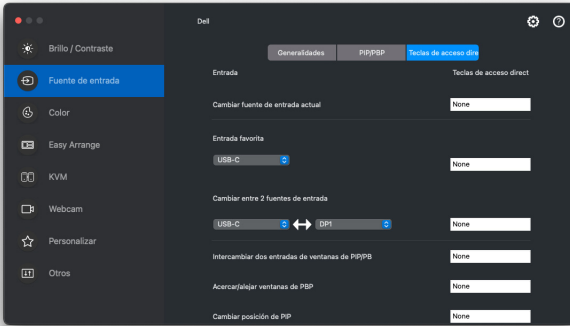 Dell
Brillo / Contraste
Fuente de entrada
Color
Easy Arrange
KVM
Webcam
Personalizar
Otros
Generalidades PIP/PBP Teclas de acceso dire
Entrada Teclas de acceso direct
Cambiar fuente de entrada actual None
Entrada favorita
USB-C None
Cambiar entre 2 fuentes de entrada
USB-C DP1 None
Intercambiar dos entradas de ventanas de PiP/PB None
Acercar/alejar ventanas de PBP None
Cambiar posición de PiP None